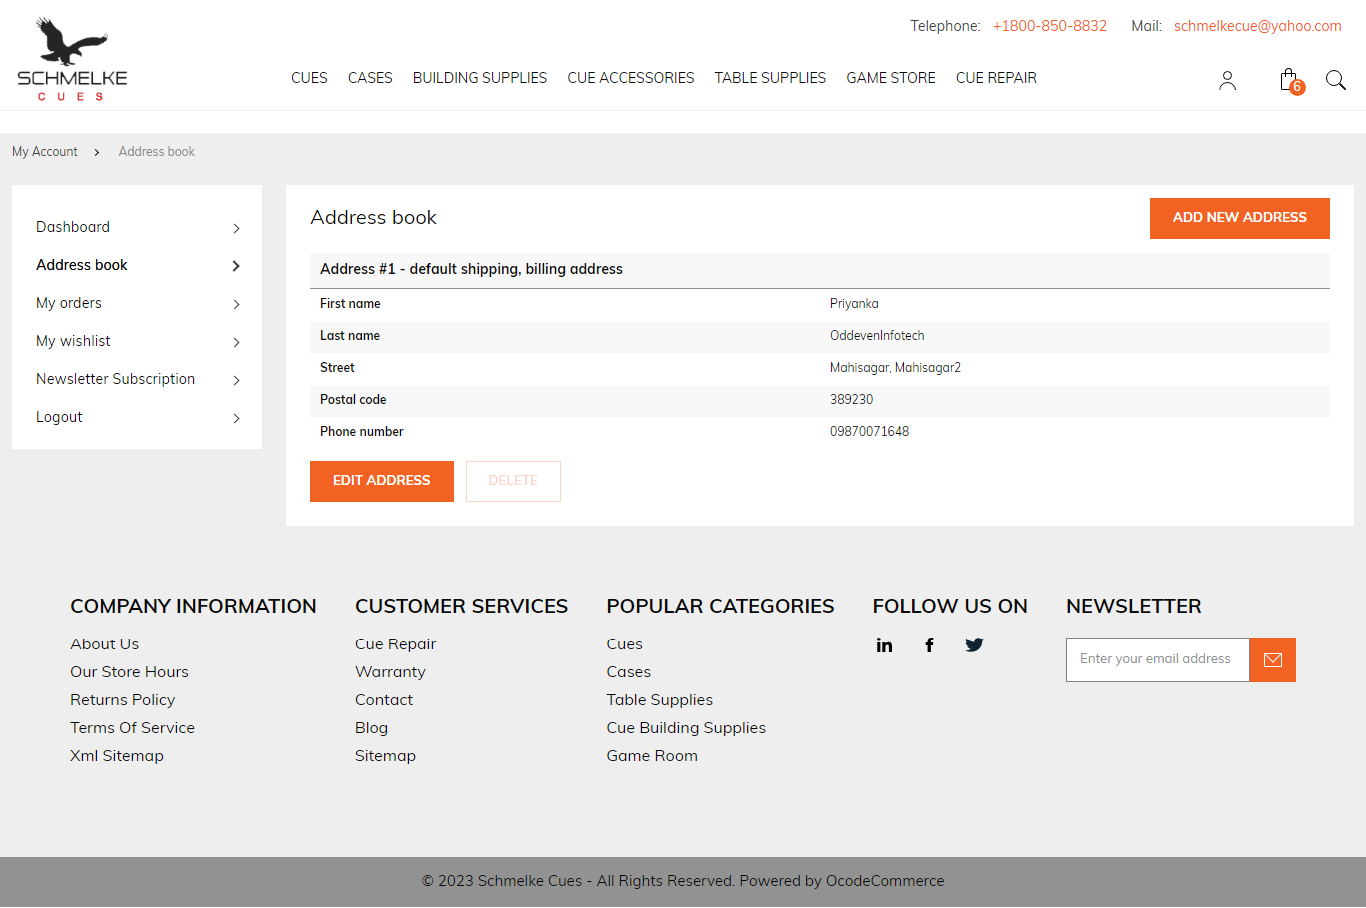 Telephone: +1800-850-8832 Mail: schmelkecue@yahoo.com
SCHMELKE
CUES
CUES CASES BUILDING SUPPLIES CUE ACCESSORIES TABLE SUPPLIES GAME STORE CUE REPAIR
6
My Account Address book
Dashboard
Address book
My orders
My wishlist
Newsletter Subscription
Logout
Address book
ADD NEW ADDRESS
Address #1 - default shipping, billing address
First name Priyanka
Last name OddevenInfotech
Street Mahisagar, Mahisagar2
Postal code 389230
Phone number 09870071648
EDIT ADDRESS DELETE
COMPANY INFORMATION
About Us
Our Store Hours
Returns Policy
Terms Of Service
Xml Sitemap
CUSTOMER SERVICES
Cue Repair
Warranty
Contact
Blog
Sitemap
POPULAR CATEGORIES
Cues
Cases
Table Supplies
Cue Building Supplies
Game Room
FOLLOW US ON
in f
NEWSLETTER
Enter your email address
© 2023 Schmelke Cues - All Rights Reserved. Powered by OcodeCommerce